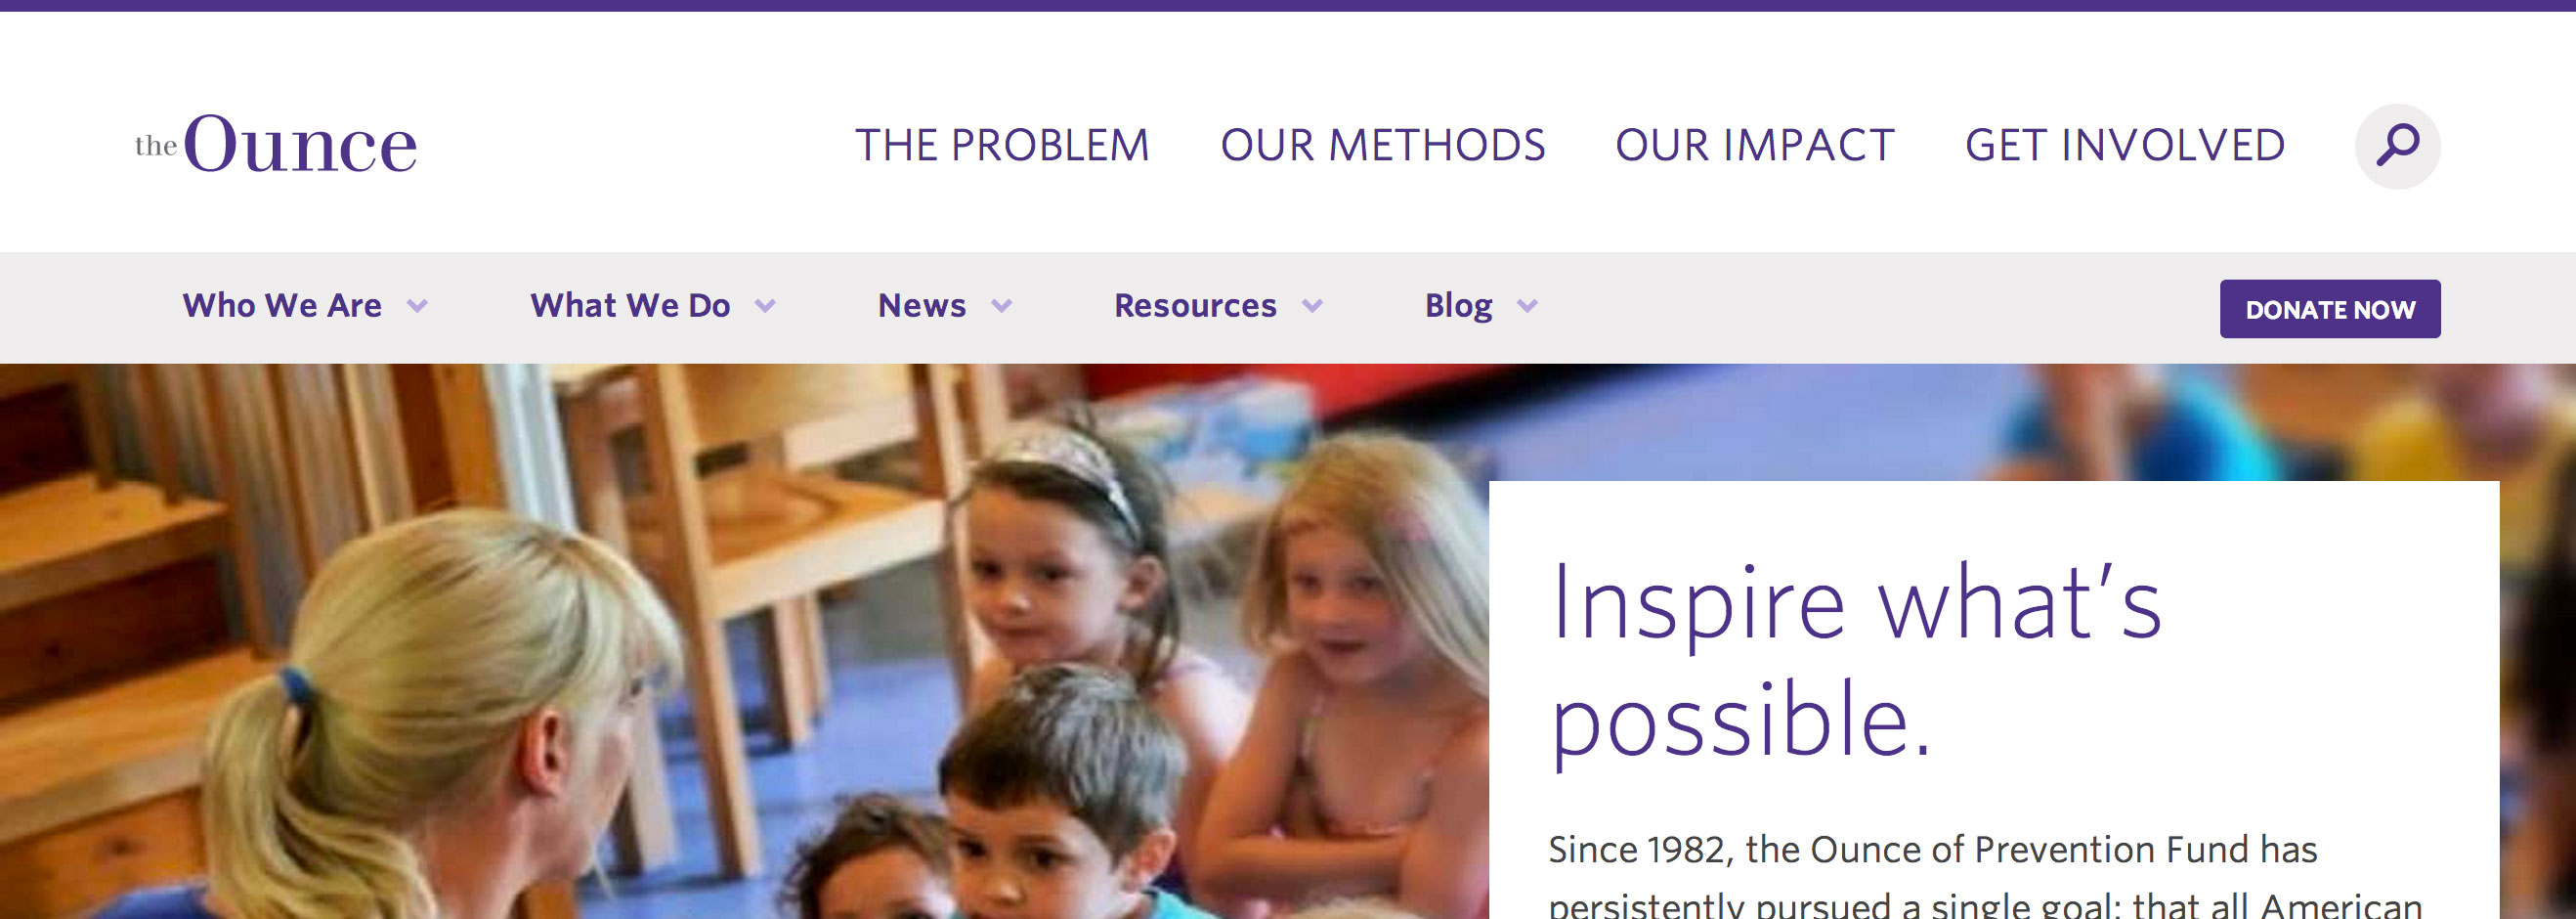 the Ounce
THE PROBLEM OUR METHODS OUR IMPACT GET INVOLVED
Who We Are What We Do News Resources Blog DONATE NOW
Inspire what's
possible.
Since 1982, the Ounce of Prevention Fund has
persistently pursued a single goal: that all American